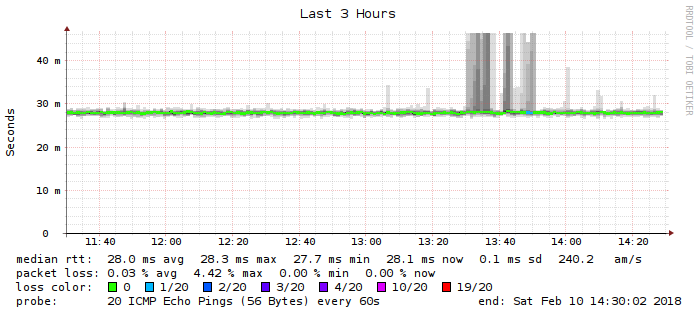 Last 3 Hours
RRDTOOL / TOBI OETIKER
Seconds
40 m
30 m
20 m
10 m
0
11:40 12:00 12:20 12:40 13:00 13:20 13:40 14:00 14:20
median rtt: 28.0 ms avg 28.3 ms max 27.7 ms min 28.1 ms now 0.1 ms sd 240.2 am/s
packet loss: 0.03 % avg 4.42 % max 0.00 % min 0.00 % now
loss color: 0 1/20 2/20 3/20 4/20 10/20 19/20
probe: 20 ICMP Echo Pings (56 Bytes) every 60s end: Sat Feb 10 14:30:02 2018